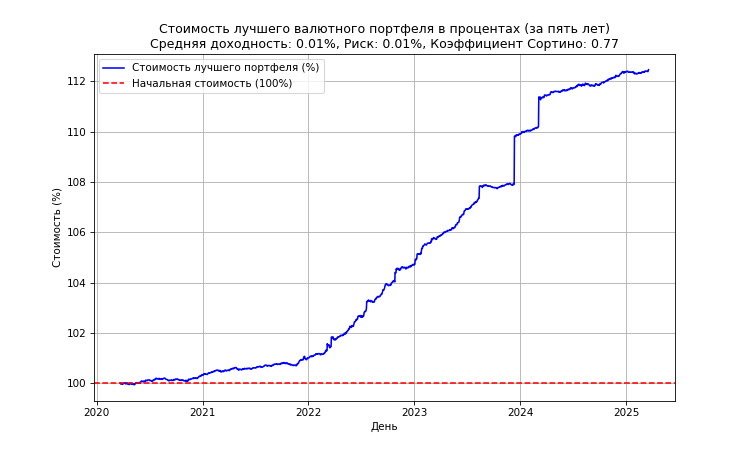 Стоимость лучшего валютного портфеля в процентах (за пять лет)
Средняя доходность: 0.01%, Риск: 0.01%, Коэффициент Сортино: 0.77
Стоимость лучшего портфеля (%)
Начальная стоимость (100%)
Стоимость (%)
112
110
108
106
104
102
100
2020
2021
2022
2023
2024
2025
День